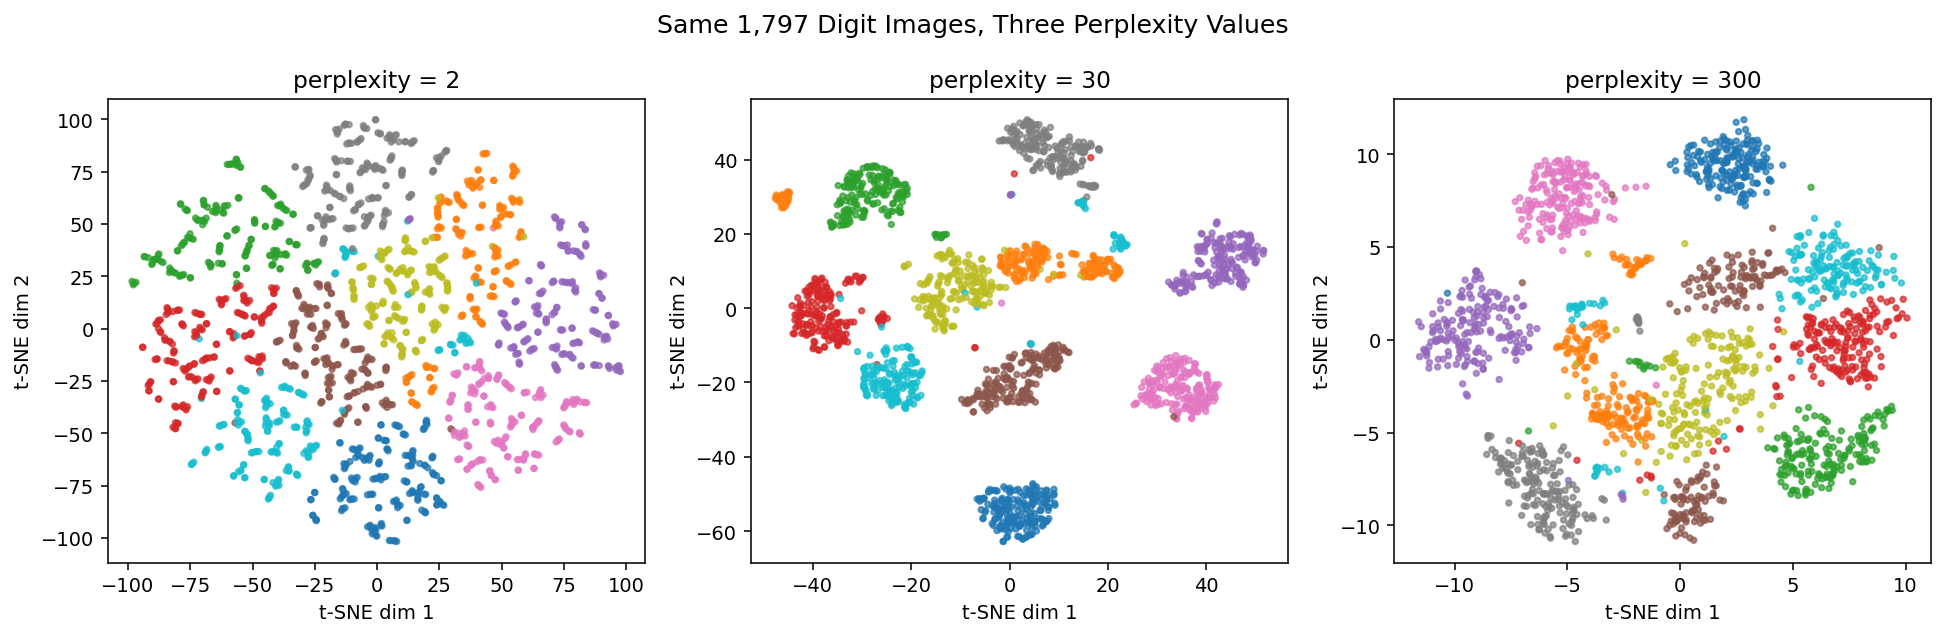 Same 1,797 Digit Images, Three Perplexity Values
perplexity = 2
100
75
50
25
0
−25
−50
−75
−100
−100 −75 −50 −25 0 25 50 75 100
t-SNE dim 1
t-SNE dim 2
perplexity = 30
40
20
0
−20
−40
−60
−40 −20 0 20 40
t-SNE dim 1
t-SNE dim 2
perplexity = 300
10
5
0
−5
−10
−10 −5 0 5 10
t-SNE dim 1
t-SNE dim 2